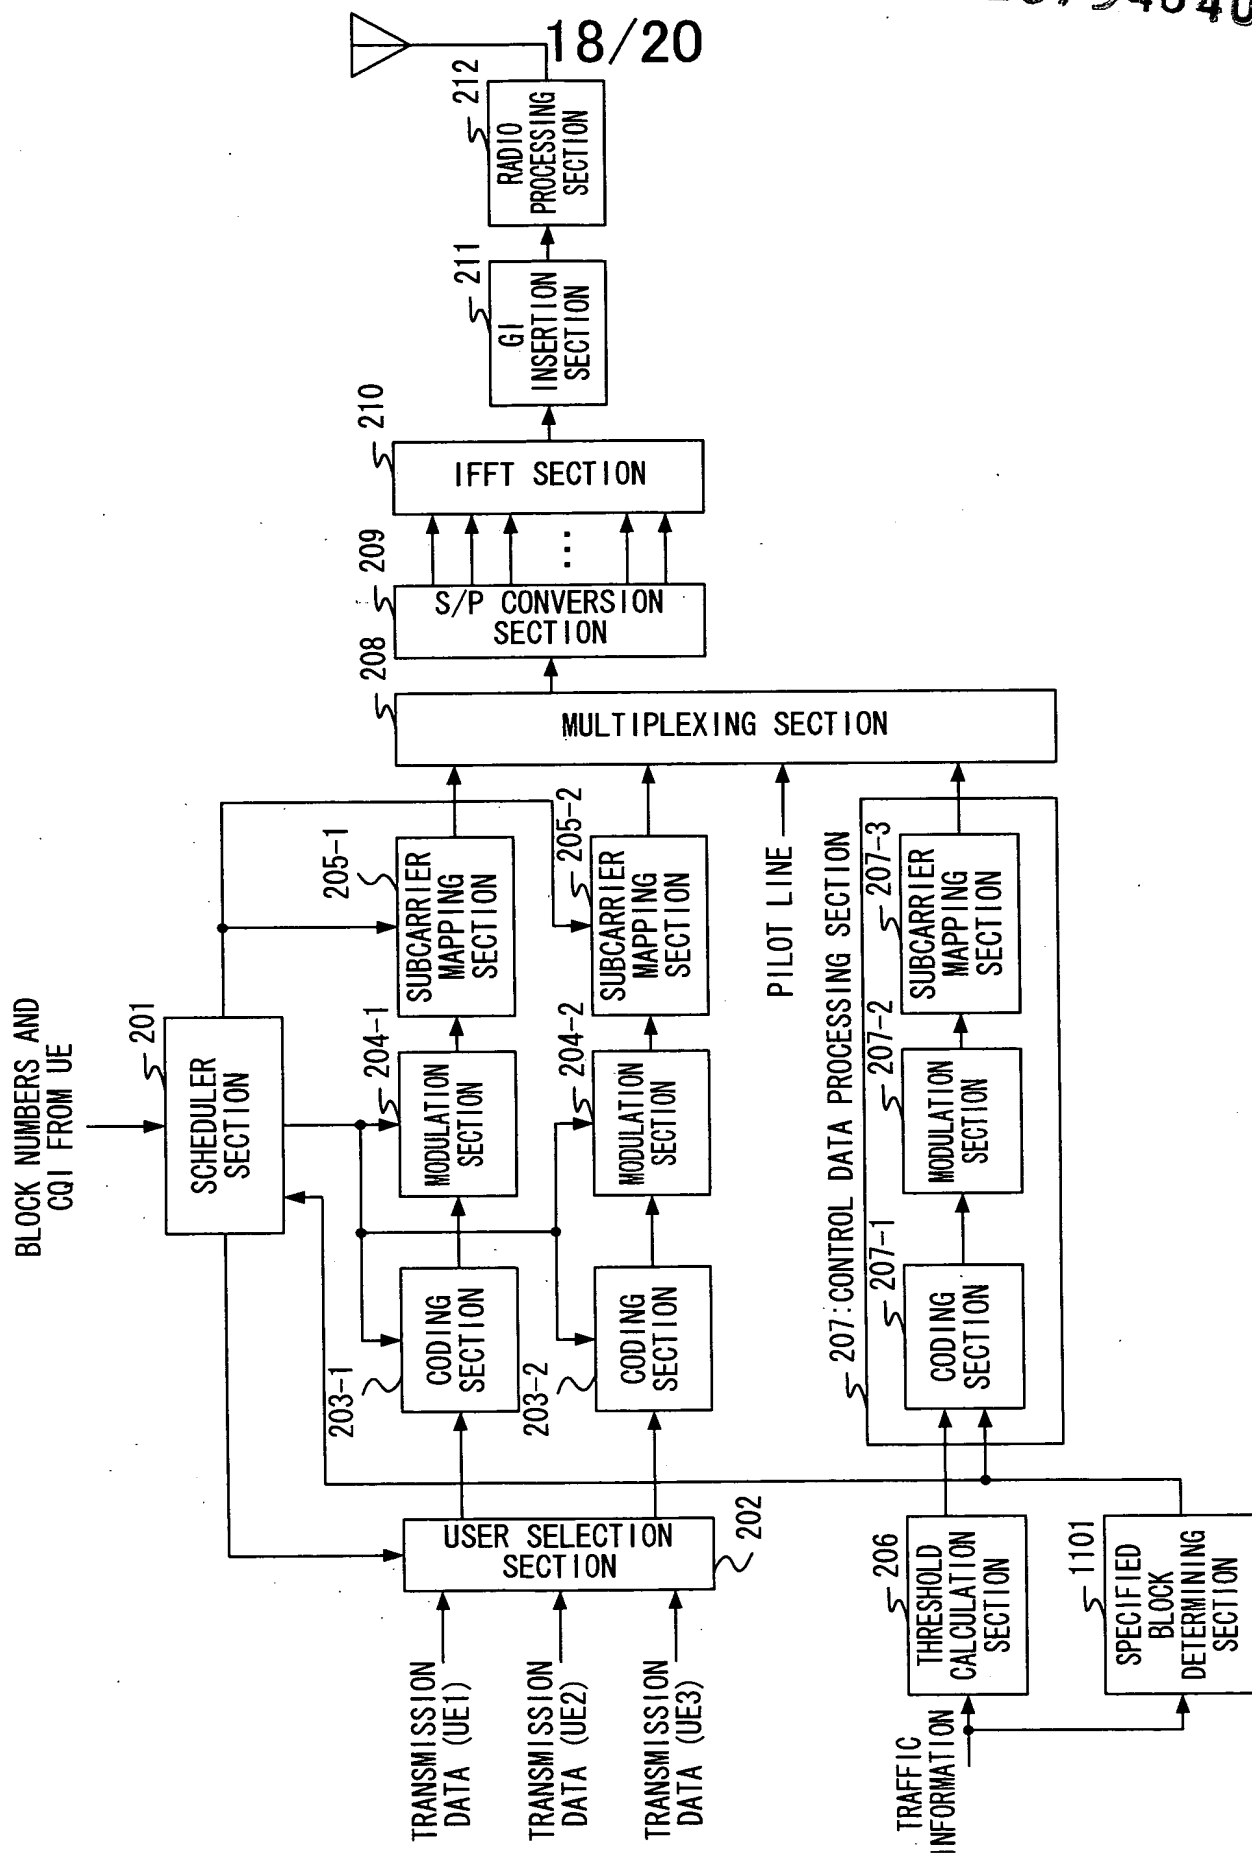 18/20
BLOCK NUMBERS AND
CQI FROM UE
201
SCHEDULER
SECTION
TRANSMISSION
DATA (UE1)
TRANSMISSION
DATA (UE2)
TRANSMISSION
DATA (UE3)
USER SELECTION
SECTION
202
203-1
CODING
SECTION
204-1
MODULATION
SECTION
205-1
SUBCARRIER
MAPPING
SECTION
203-2
CODING
SECTION
204-2
MODULATION
SECTION
205-2
SUBCARRIER
MAPPING
SECTION
PILOT LINE
208
MULTIPLEXING SECTION
209
S/P CONVERSION
SECTION
...
210
IFFT SECTION
211
GI
INSERTION
SECTION
212
RADIO
PROCESSING
SECTION
TRAFFIC
INFORMATION
206
THRESHOLD
CALCULATION
SECTION
1101
SPECIFIED
BLOCK
DETERMINING
SECTION
207:CONTROL DATA PROCESSING SECTION
207-1
CODING
SECTION
207-2
MODULATION
SECTION
207-3
SUBCARRIER
MAPPING
SECTION